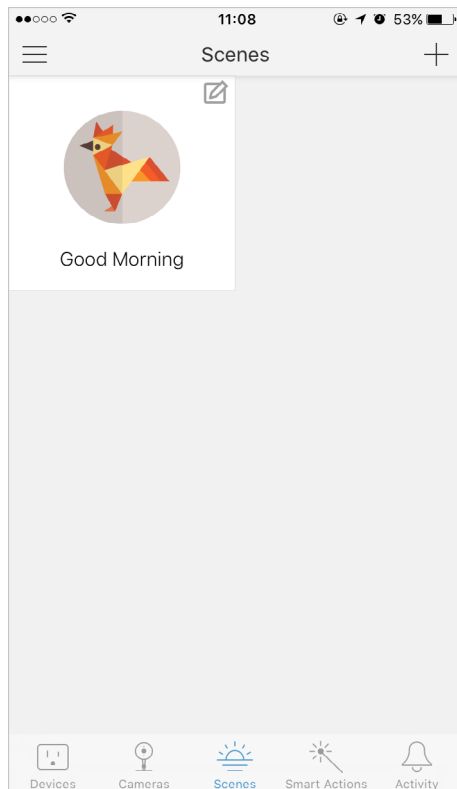 11:08 53%
Scenes
Good Morning
Devices Cameras Scenes Smart Actions Activity